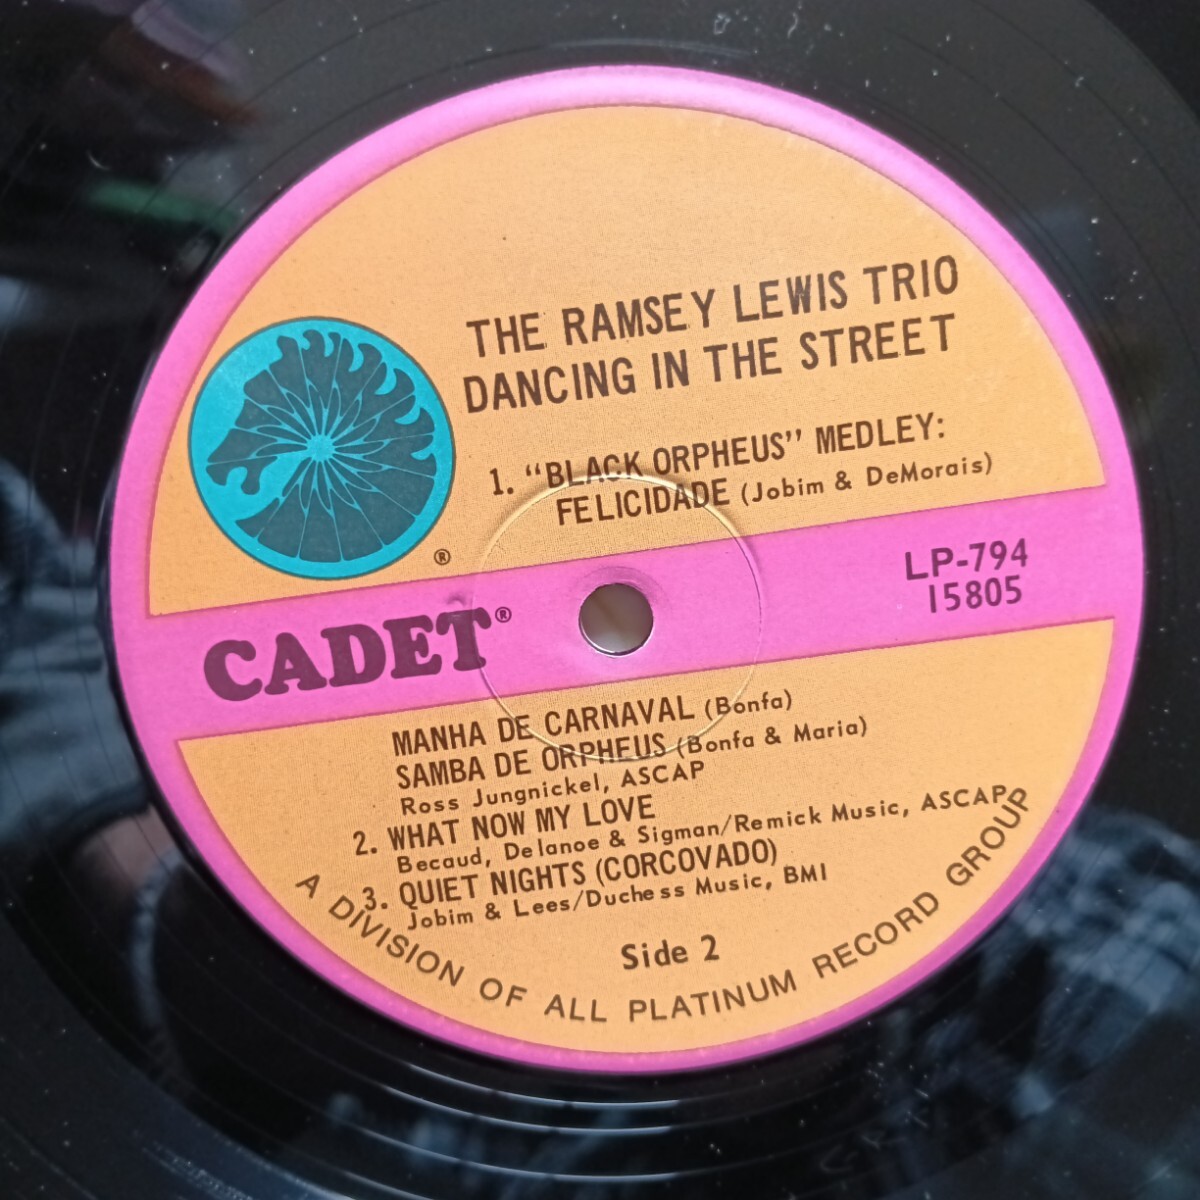 THE RAMSEY LEWIS TRIO
DANCING IN THE STREET
1. "BLACK ORPHEUS" MEDLEY:
FELICIDADE (Jobim & DeMorais)
®
CADET®
LP-794
15805
MANHA DE CARNAVAL (Bonfa)
SAMBA DE ORPHEUS (Bonfa & Maria)
Ross Jungnickel, ASCAP
2. WHAT NOW MY LOVE
Becaud, Delanoe & Sigman/Remick Music, ASCAP
3. QUIET NIGHTS (CORCOVADO)
Jobim & Lees/Duchess Music, BMI
Side 2
A DIVISION OF ALL PLATINUM RECORD GROUP